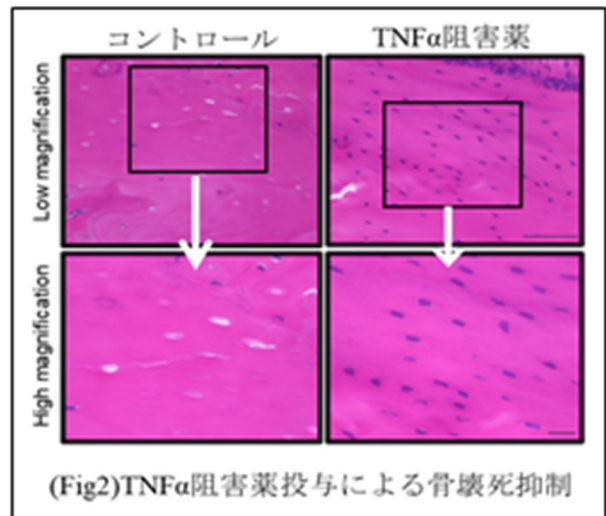 コントロール
TNFα阻害薬
Low magnification
High magnification
(Fig2)TNFα阻害薬投与による骨壊死抑制